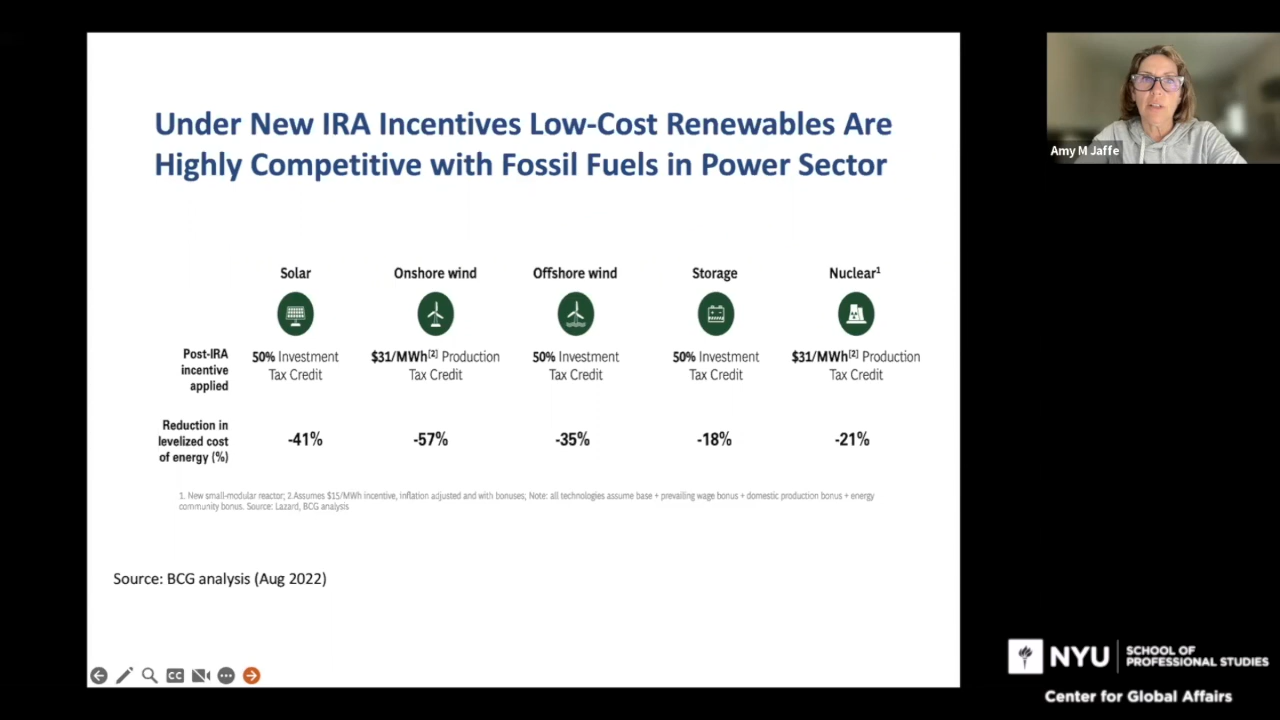 Under New IRA Incentives Low-Cost Renewables Are
Highly Competitive with Fossil Fuels in Power Sector
Solar
Onshore wind
Offshore wind
Storage
Nuclear¹
Post-IRA
incentive
applied
50% Investment
Tax Credit
$31/MWh[2] Production
Tax Credit
50% Investment
Tax Credit
50% Investment
Tax Credit
$31/MWh[2] Production
Tax Credit
Reduction in
levelized cost
of energy (%)
-41%
-57%
-35%
-18%
-21%
1. New small-modular reactor; 2.Assumes $15/MWh incentive, inflation adjusted and with bonuses; Note: all technologies assume base + prevailing wage bonus + domestic production bonus + energy
community bonus. Source: Lazard, BCG analysis
Source: BCG analysis (Aug 2022)
CC
Amy M Jaffe
NYU
SCHOOL OF
PROFESSIONAL STUDIES
Center for Global Affairs